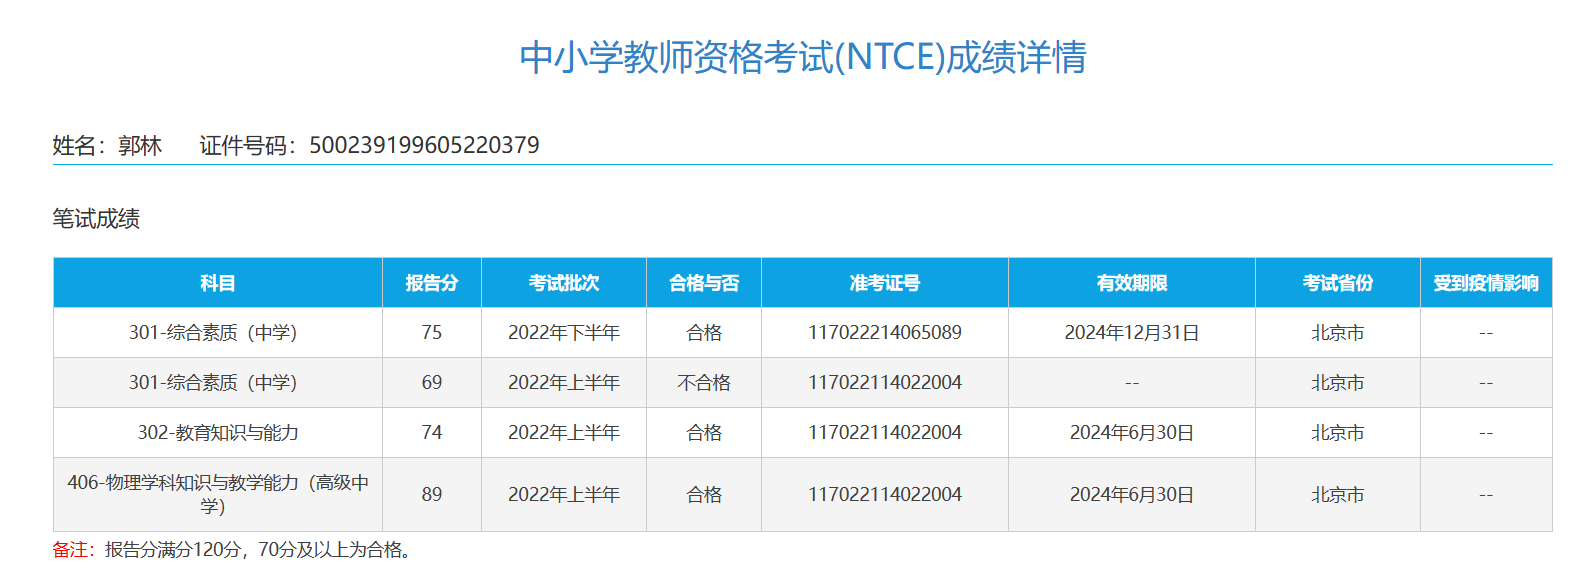 中小学教师资格考试(NTCE)成绩详情
姓名：郭林 证件号码：500239199605220379
笔试成绩
科目 报告分 考试批次 合格与否 准考证号 有效期限 考试省份 受到疫情影响
301-综合素质（中学） 75 2022年下半年 合格 117022214065089 2024年12月31日 北京市 --
301-综合素质（中学） 69 2022年上半年 不合格 117022114022004 -- 北京市 --
302-教育知识与能力 74 2022年上半年 合格 117022114022004 2024年6月30日 北京市 --
406-物理学科知识与教学能力（高级中
学） 89 2022年上半年 合格 117022114022004 2024年6月30日 北京市 --
备注：报告分满分120分，70分及以上为合格。